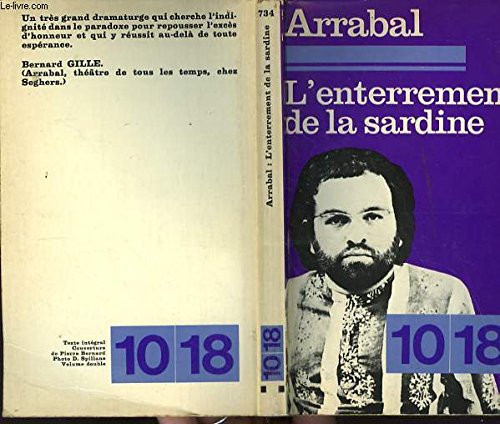 Le-livre.com
Un très grand dramaturge qui cherche l'indi-
gnité dans le paradoxe pour repousser l'excès
d'honneur et qui y réussit au-delà de toute
espérance.
Bernard GILLE.
(Arrabal, théâtre de tous les temps, chez
Seghers.)
Texte intégral
Couverture
de Pierre Bernard
Photo D. Spillane
Volume double
10|18
734
Arrabal : L'enterrement de la sardine
10|18
Arrabal
L'enterremen
de la sardine
10|18